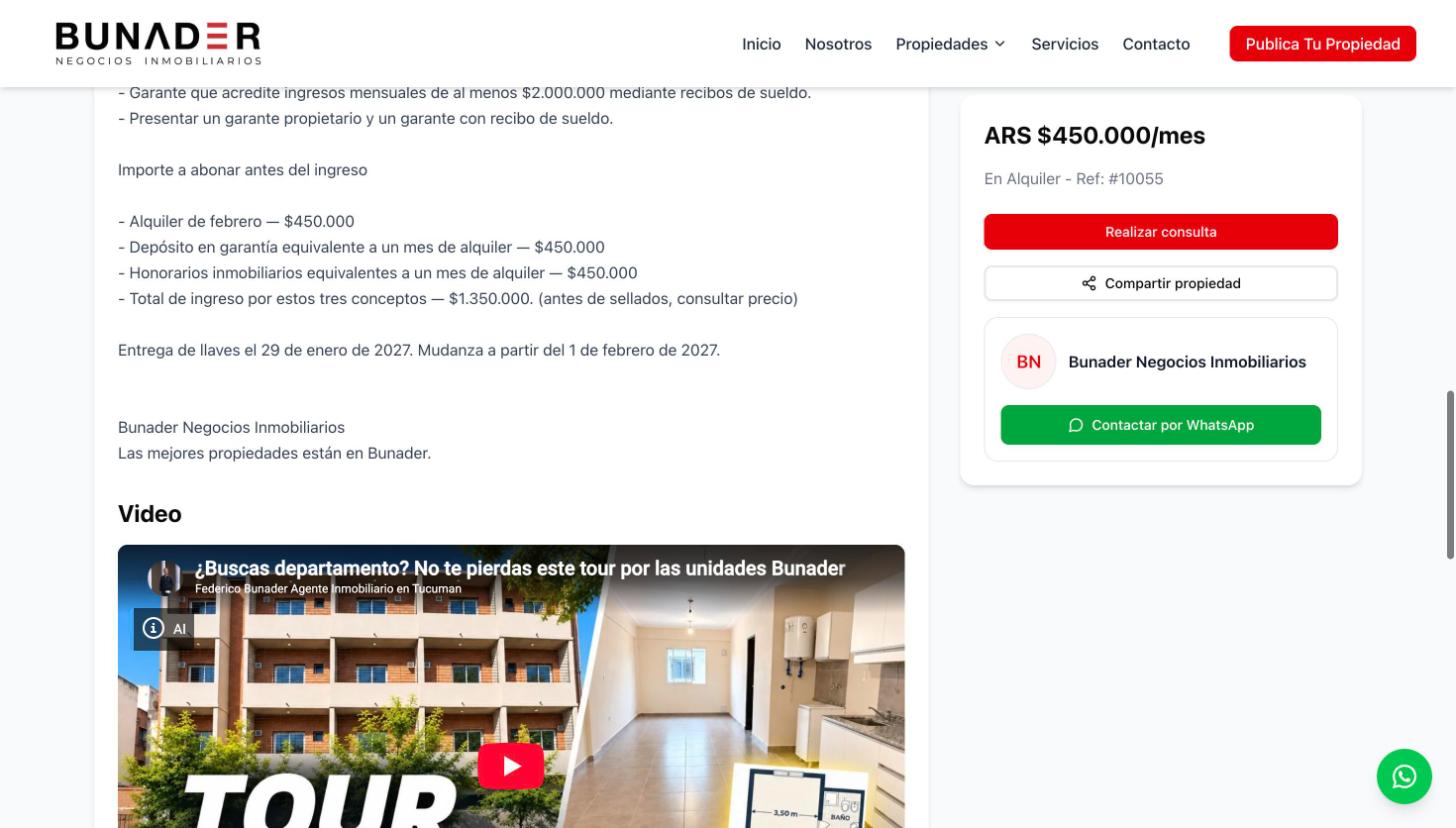 BUNADER
NEGOCIOS INMOBILIARIOS
Inicio
Nosotros
Propiedades
Servicios
Contacto
Publica Tu Propiedad
- Garante que acredite ingresos mensuales de al menos $2.000.000 mediante recibos de sueldo.
- Presentar un garante propietario y un garante con recibo de sueldo.
Importe a abonar antes del ingreso
- Alquiler de febrero — $450.000
- Depósito en garantía equivalente a un mes de alquiler — $450.000
- Honorarios inmobiliarios equivalentes a un mes de alquiler — $450.000
- Total de ingreso por estos tres conceptos — $1.350.000. (antes de sellados, consultar precio)
Entrega de llaves el 29 de enero de 2027. Mudanza a partir del 1 de febrero de 2027.
Bunader Negocios Inmobiliarios
Las mejores propiedades están en Bunader.
Video
¿Buscas departamento? No te pierdas este tour por las unidades Bunader
Federico Bunader Agente Inmobiliario en Tucuman
AI
TOUR
3,50 m
BAÑO
ARS $450.000/mes
En Alquiler - Ref: #10055
Realizar consulta
Compartir propiedad
BN
Bunader Negocios Inmobiliarios
Contactar por WhatsApp